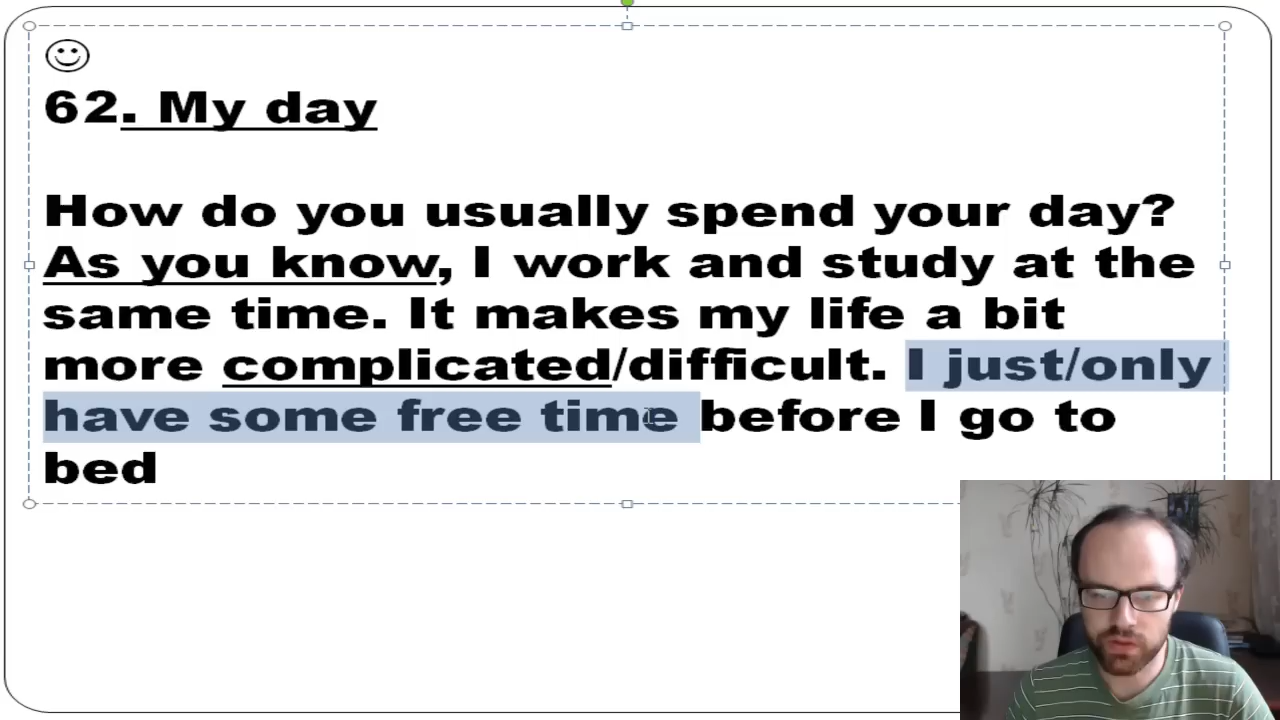 62. My day
How do you usually spend your day?
As you know, I work and study at the
same time. It makes my life a bit
more complicated/difficult. I just/only
have some free time before I go to
bed